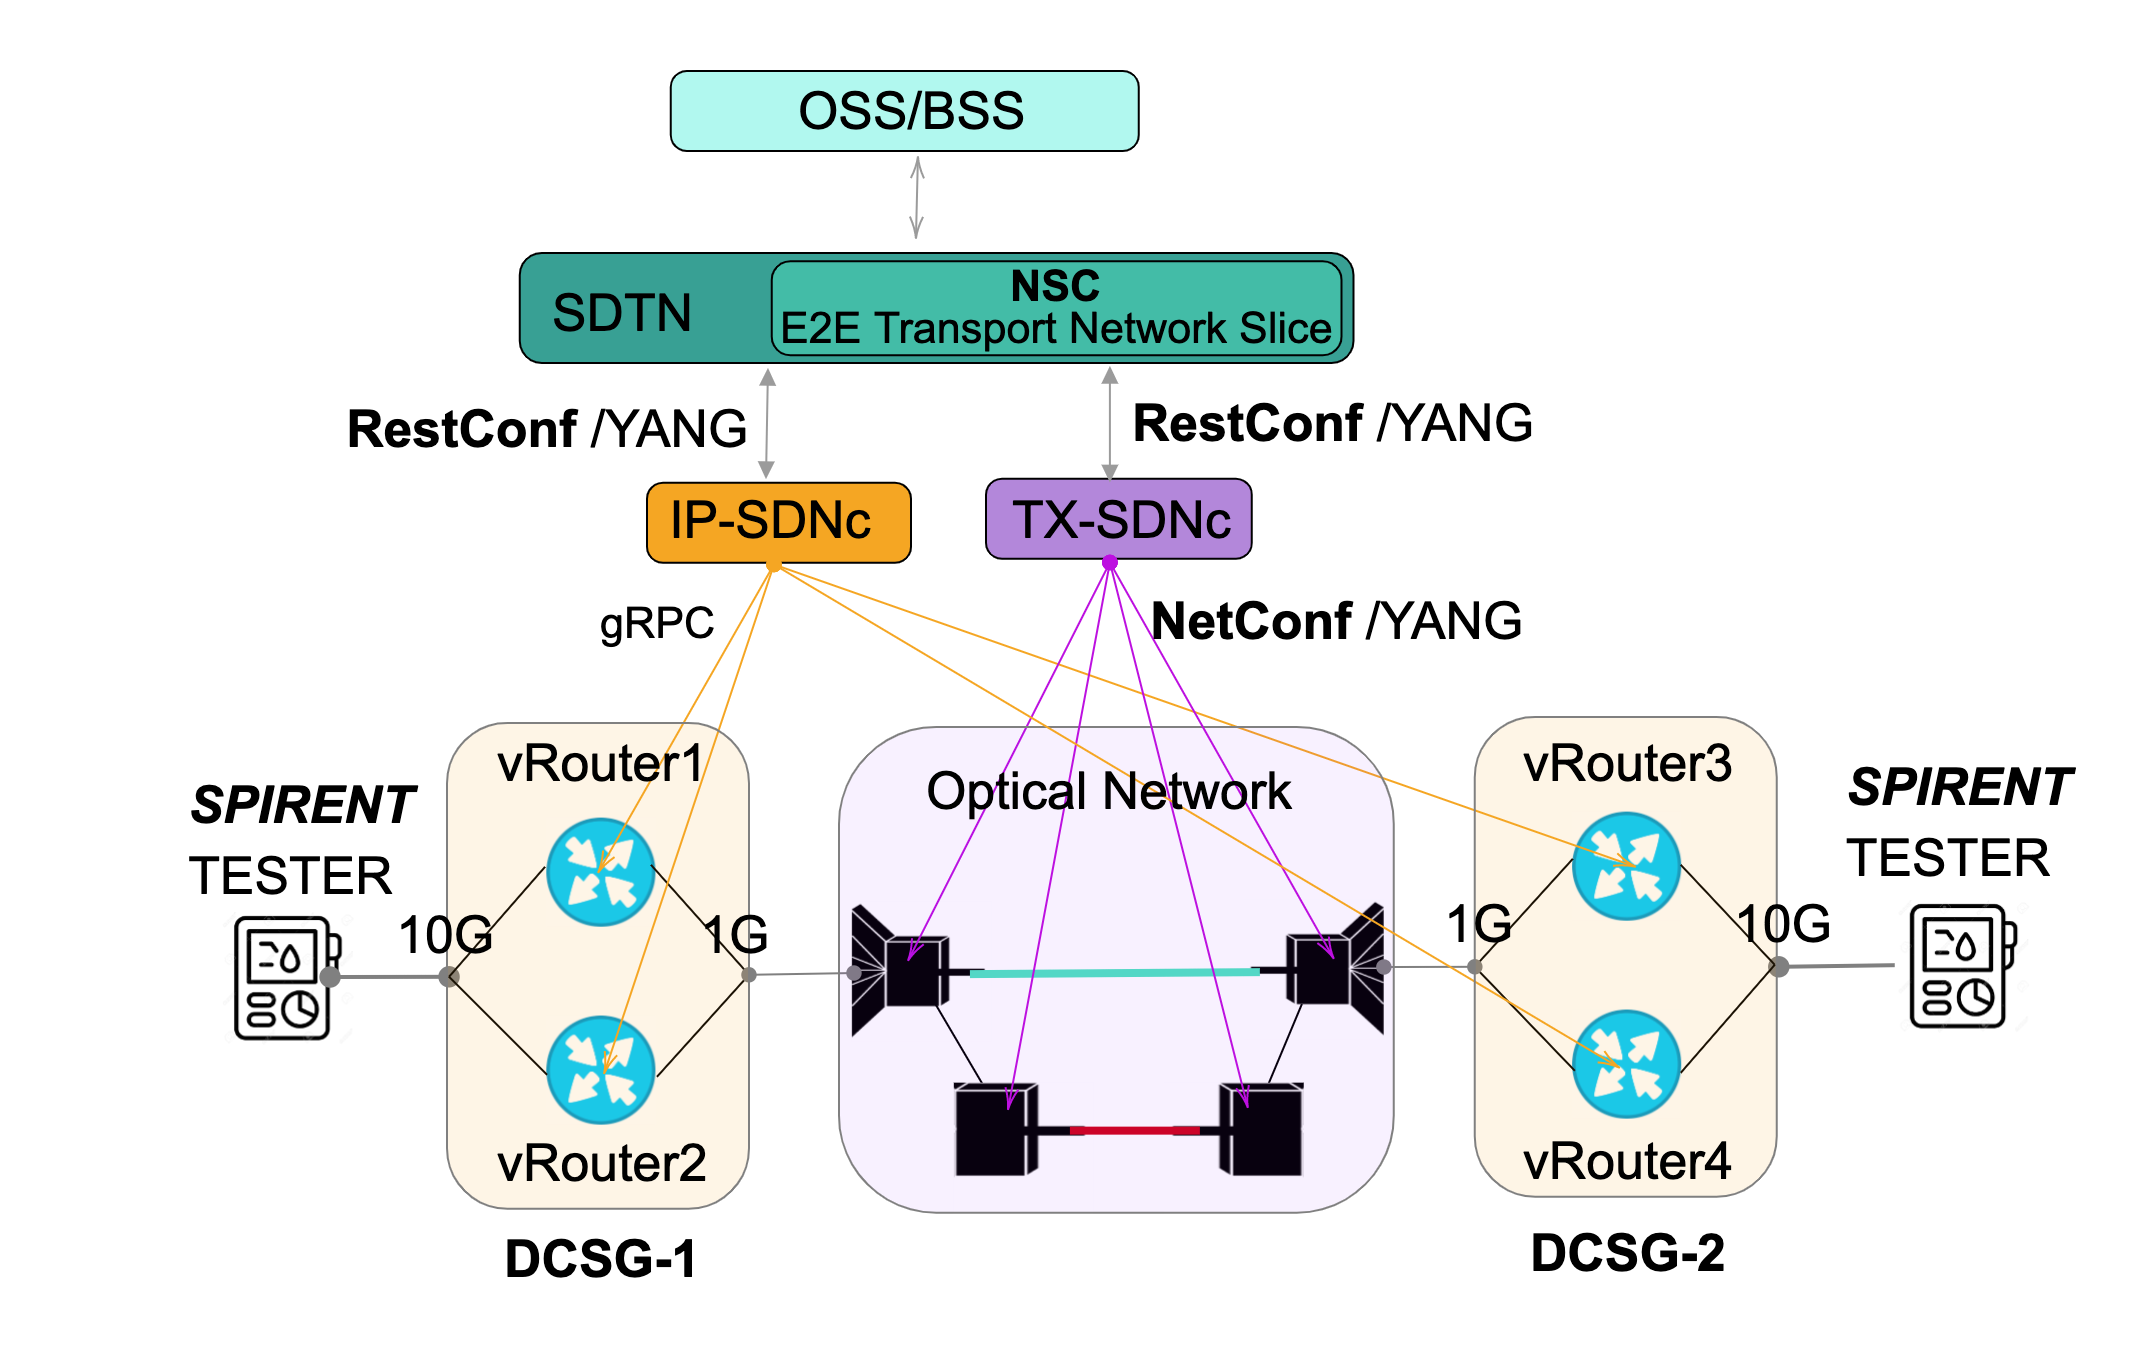 OSS/BSS
SDTN
NSC
E2E Transport Network Slice
RestConf /YANG
RestConf /YANG
IP-SDNc
TX-SDNc
gRPC
NetConf /YANG
vRouter1
Optical Network
vRouter3
SPIRENT
TESTER
SPIRENT
TESTER
10G
1G
1G
10G
vRouter2
vRouter4
DCSG-1
DCSG-2